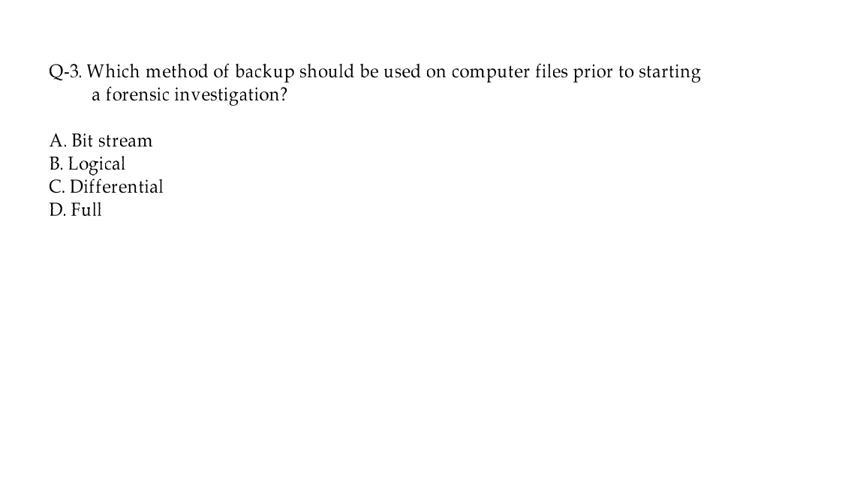 Q-3. Which method of backup should be used on computer files prior to starting
a forensic investigation?
A. Bit stream
B. Logical
C. Differential
D. Full